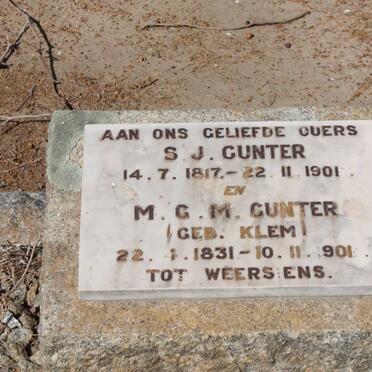 AAN ONS GELIEFDE OUERS
S. J. GUNTER
14. 7. 1817.-22. 11. 1901.
EN
M. G. M. GUNTER
(GEB. KLEM)
1831-10. 11.
TOT WEERSIENS.